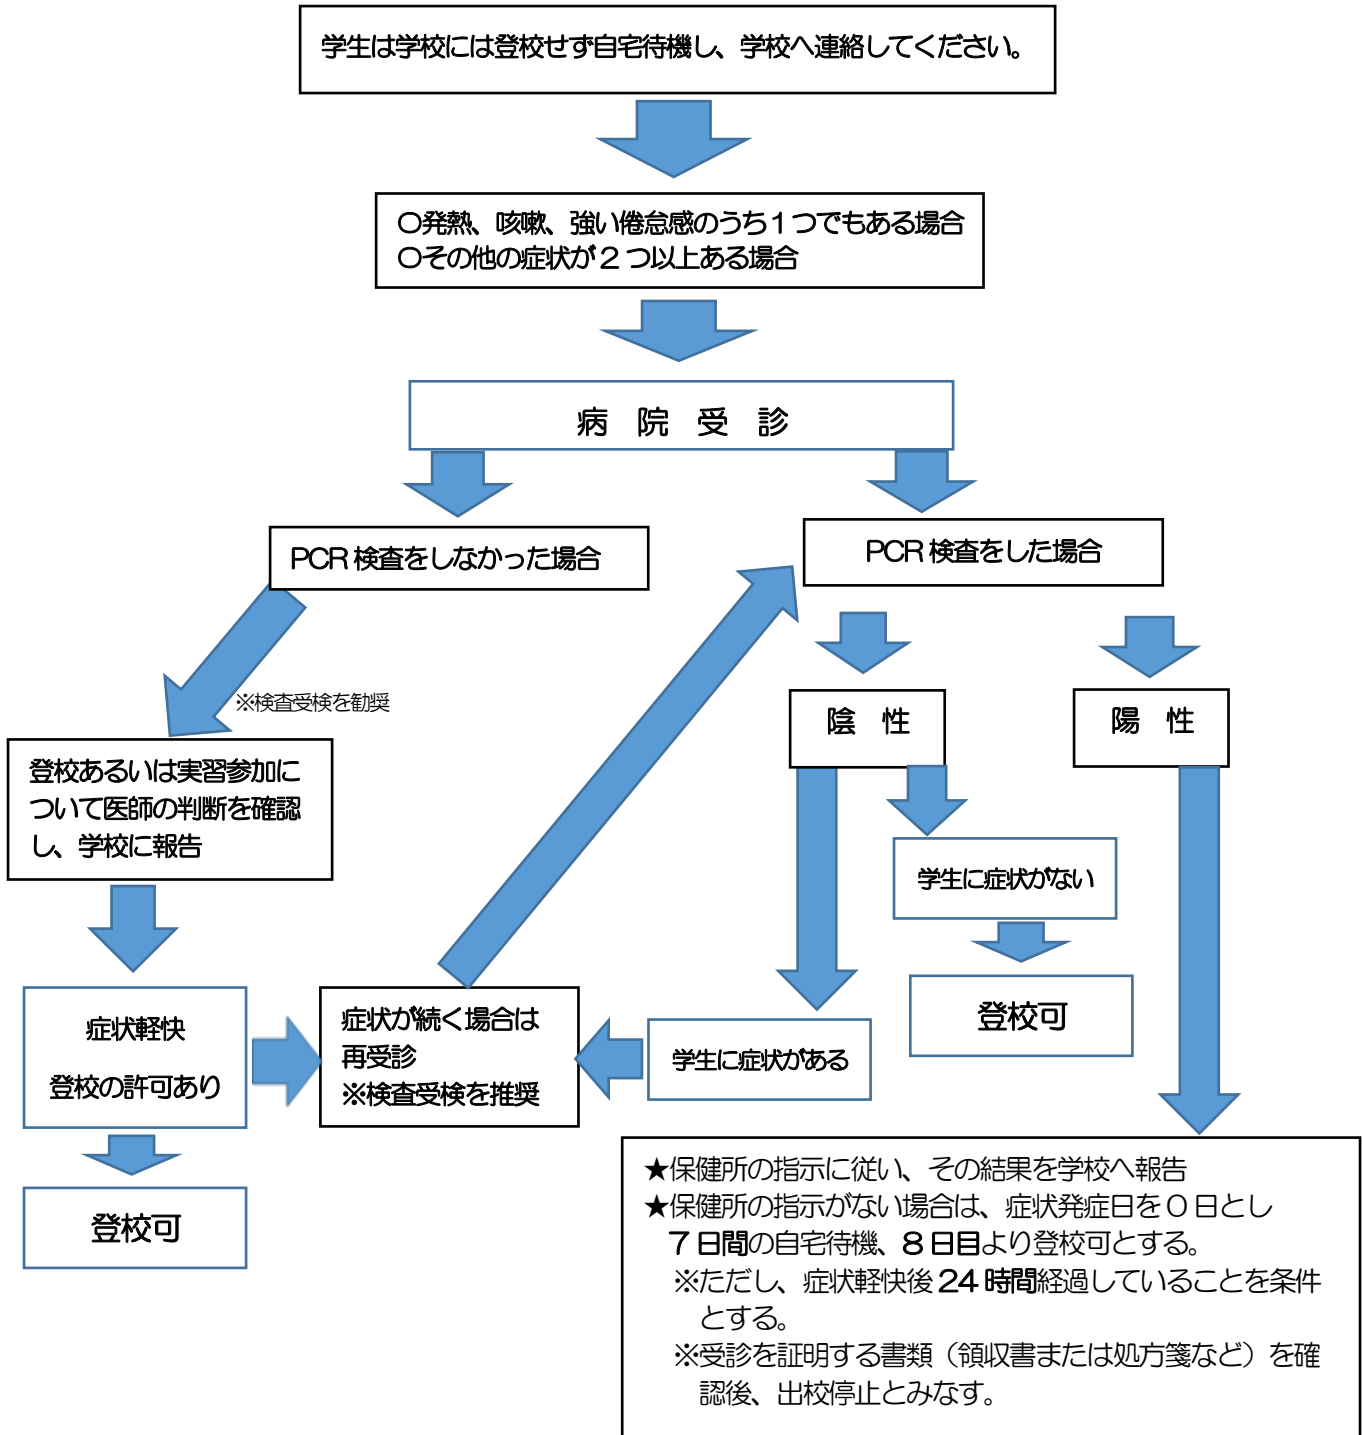 学生は学校には登校せず自宅待機し、学校へ連絡してください。
〇発熱、咳嗽、強い倦怠感のうち1つでもある場合
〇その他の症状が2つ以上ある場合
病　院　受　診
PCR検査をしなかった場合
PCR検査をした場合
※検査受検を勧奨
陰　性
陽　性
登校あるいは実習参加に
ついて医師の判断を確認
し、学校に報告
学生に症状がない
登校可
症状軽快
登校の許可あり
症状が続く場合は
再受診
※検査受検を推奨
学生に症状がある
登校可
★保健所の指示に従い、その結果を学校へ報告
★保健所の指示がない場合は、症状発症日を0日とし
7日間の自宅待機、8日目より登校可とする。
※ただし、症状軽快後24時間経過していることを条件
とする。
※受診を証明する書類（領収書または処方箋など）を確
認後、出校停止とみなす。